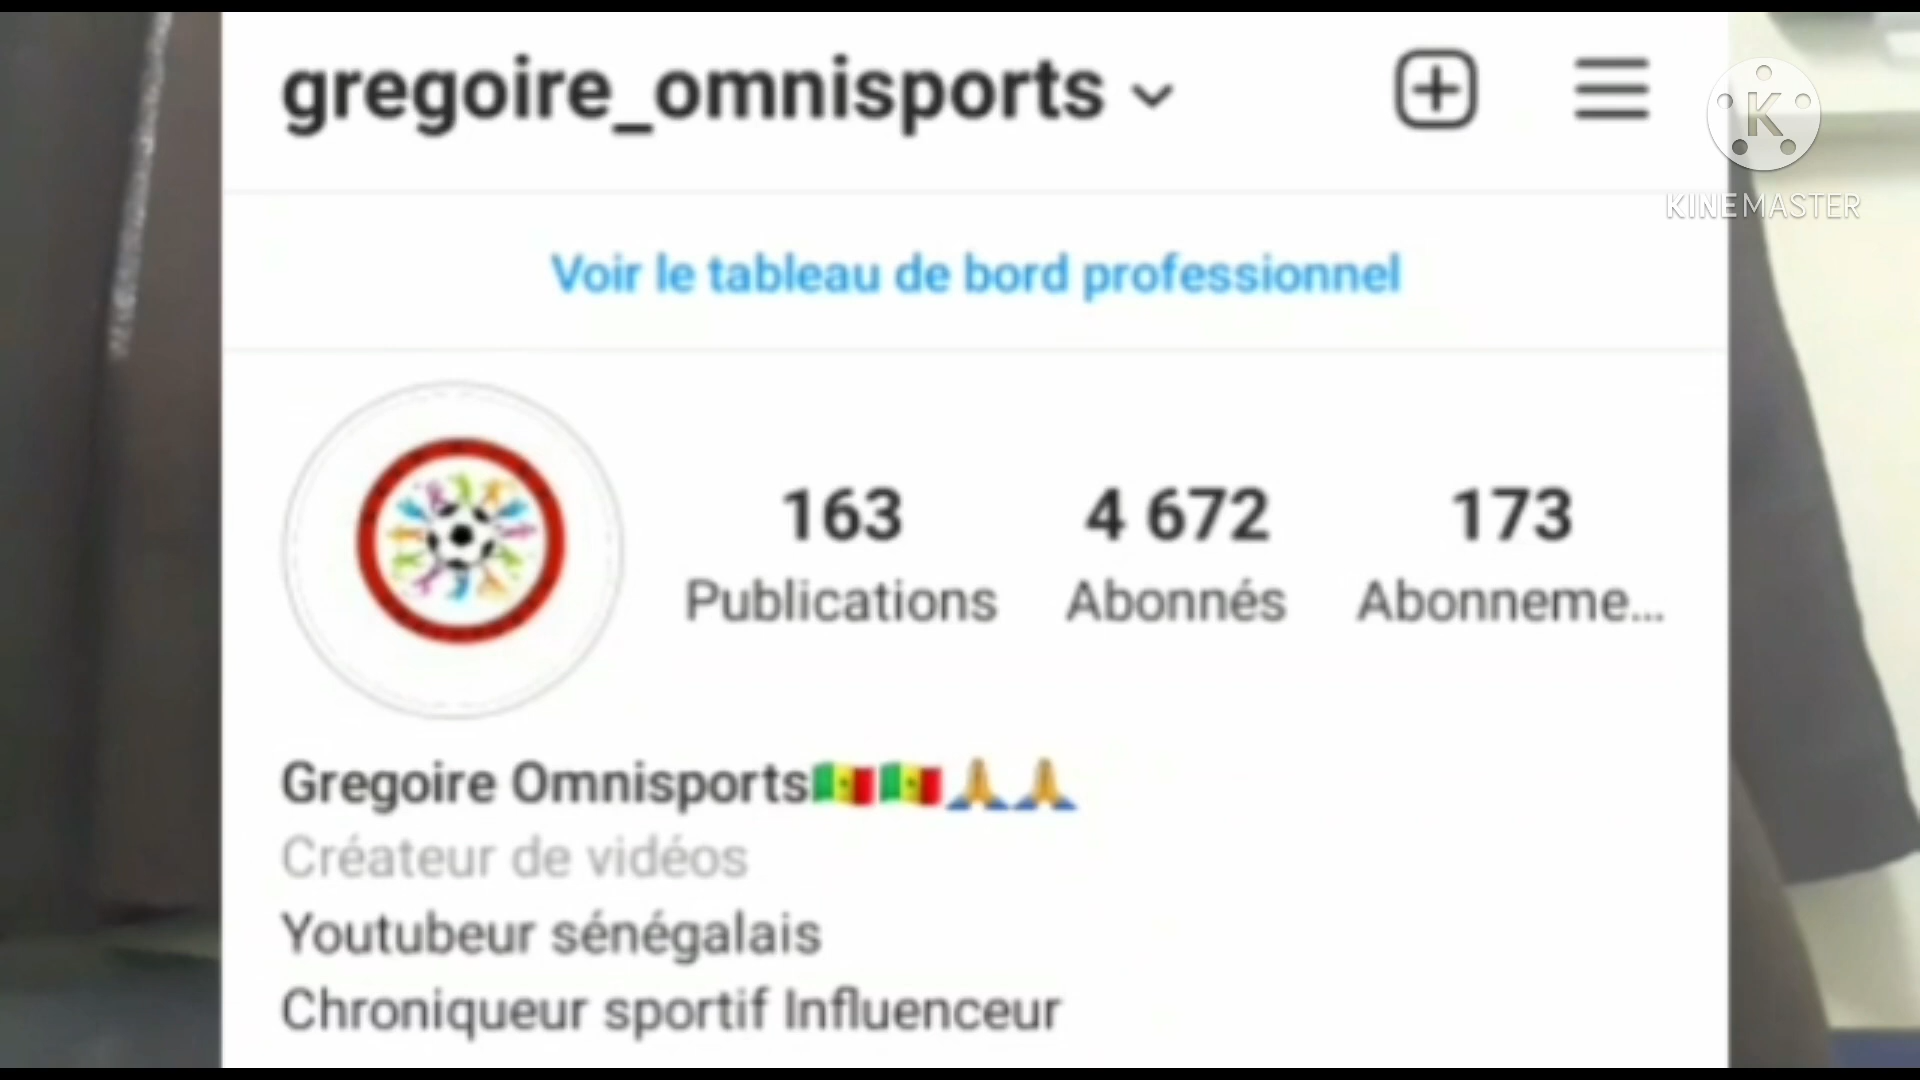 gregoire_omnisports
K
KINEMASTER
Voir le tableau de bord professionnel
163 4 672 173
Publications Abonnés Abonneme...
Gregoire Omnisports🇸🇳🇸🇳🙏🙏
Créateur de vidéos
Youtubeur sénégalais
Chroniqueur sportif Influenceur